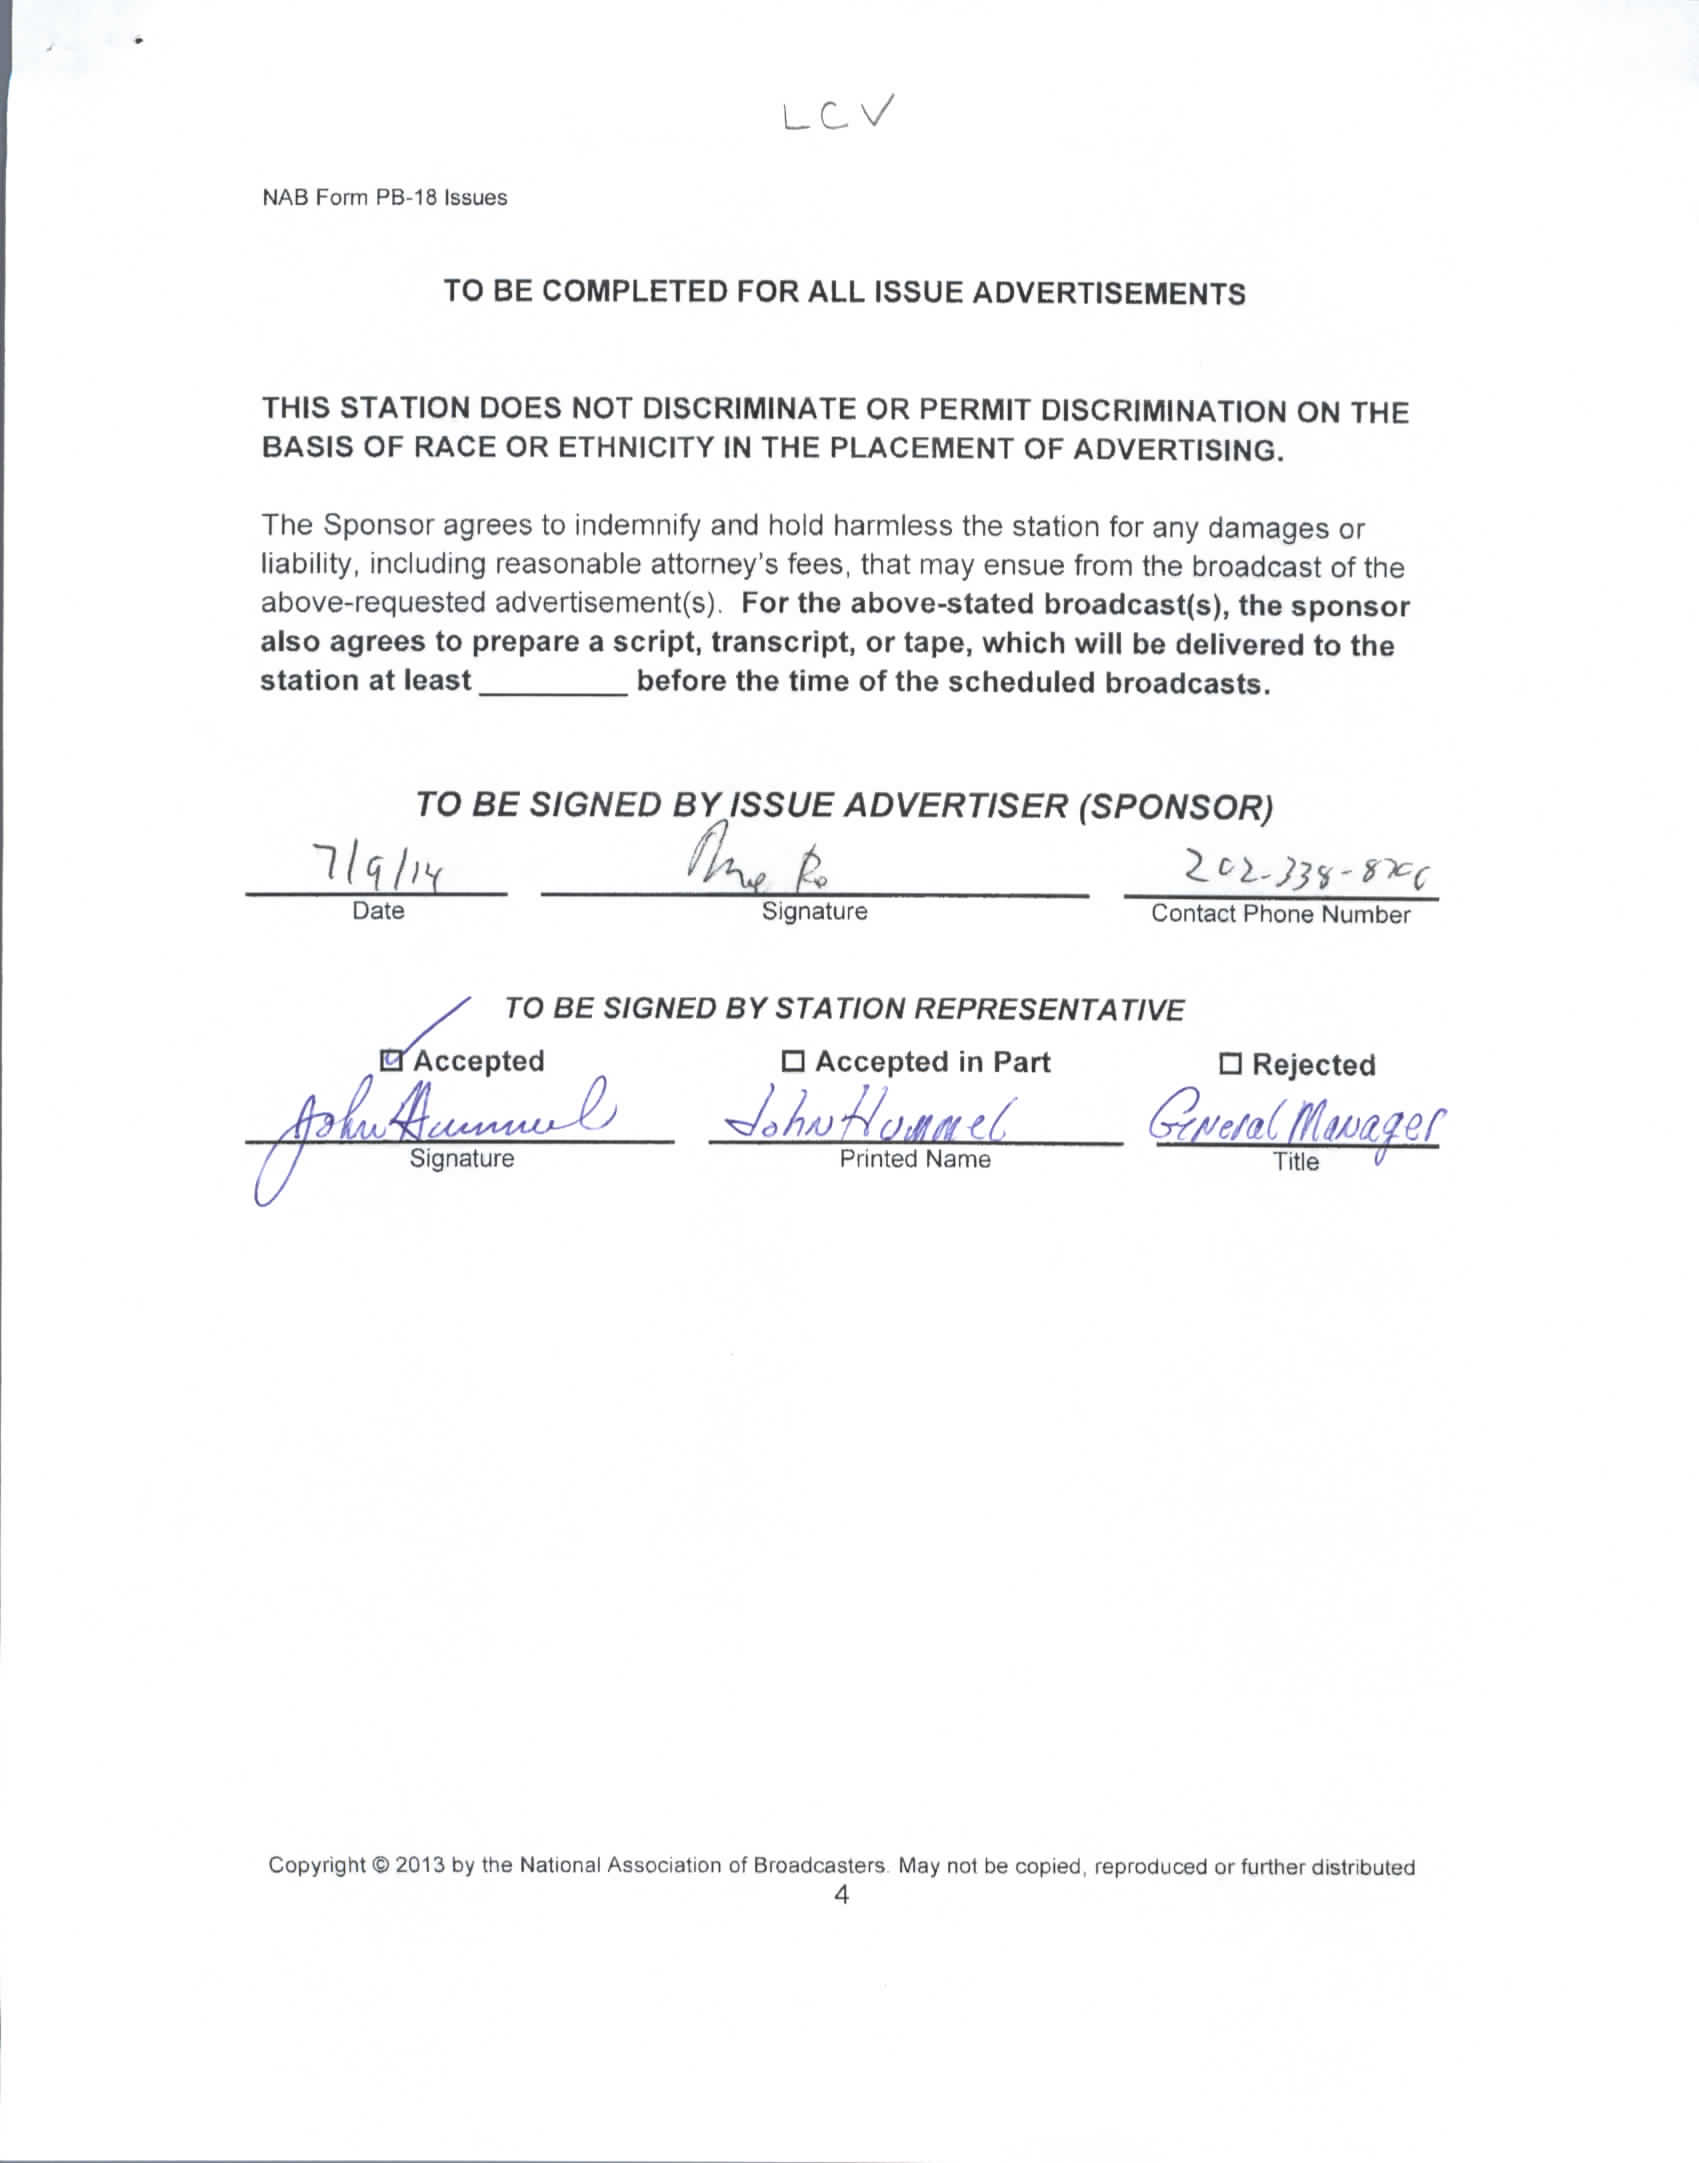 LCV
NAB Form PB-18 Issues
TO BE COMPLETED FOR ALL ISSUE ADVERTISEMENTS
THIS STATION DOES NOT DISCRIMINATE OR PERMIT DISCRIMINATION ON THE
BASIS OF RACE OR ETHNICITY IN THE PLACEMENT OF ADVERTISING.
The Sponsor agrees to indemnify and hold harmless the station for any damages or
liability, including reasonable attorney's fees, that may ensue from the broadcast of the
above-requested advertisement(s). For the above-stated broadcast(s), the sponsor
also agrees to prepare a script, transcript, or tape, which will be delivered to the
station at least _________ before the time of the scheduled broadcasts.
TO BE SIGNED BY ISSUE ADVERTISER (SPONSOR)
7/9/14
Date Signature Contact Phone Number
TO BE SIGNED BY STATION REPRESENTATIVE
☑ Accepted ☐ Accepted in Part ☐ Rejected
John Hummel John Hummel General Manager
Signature Printed Name Title
Copyright © 2013 by the National Association of Broadcasters. May not be copied, reproduced or further distributed
4